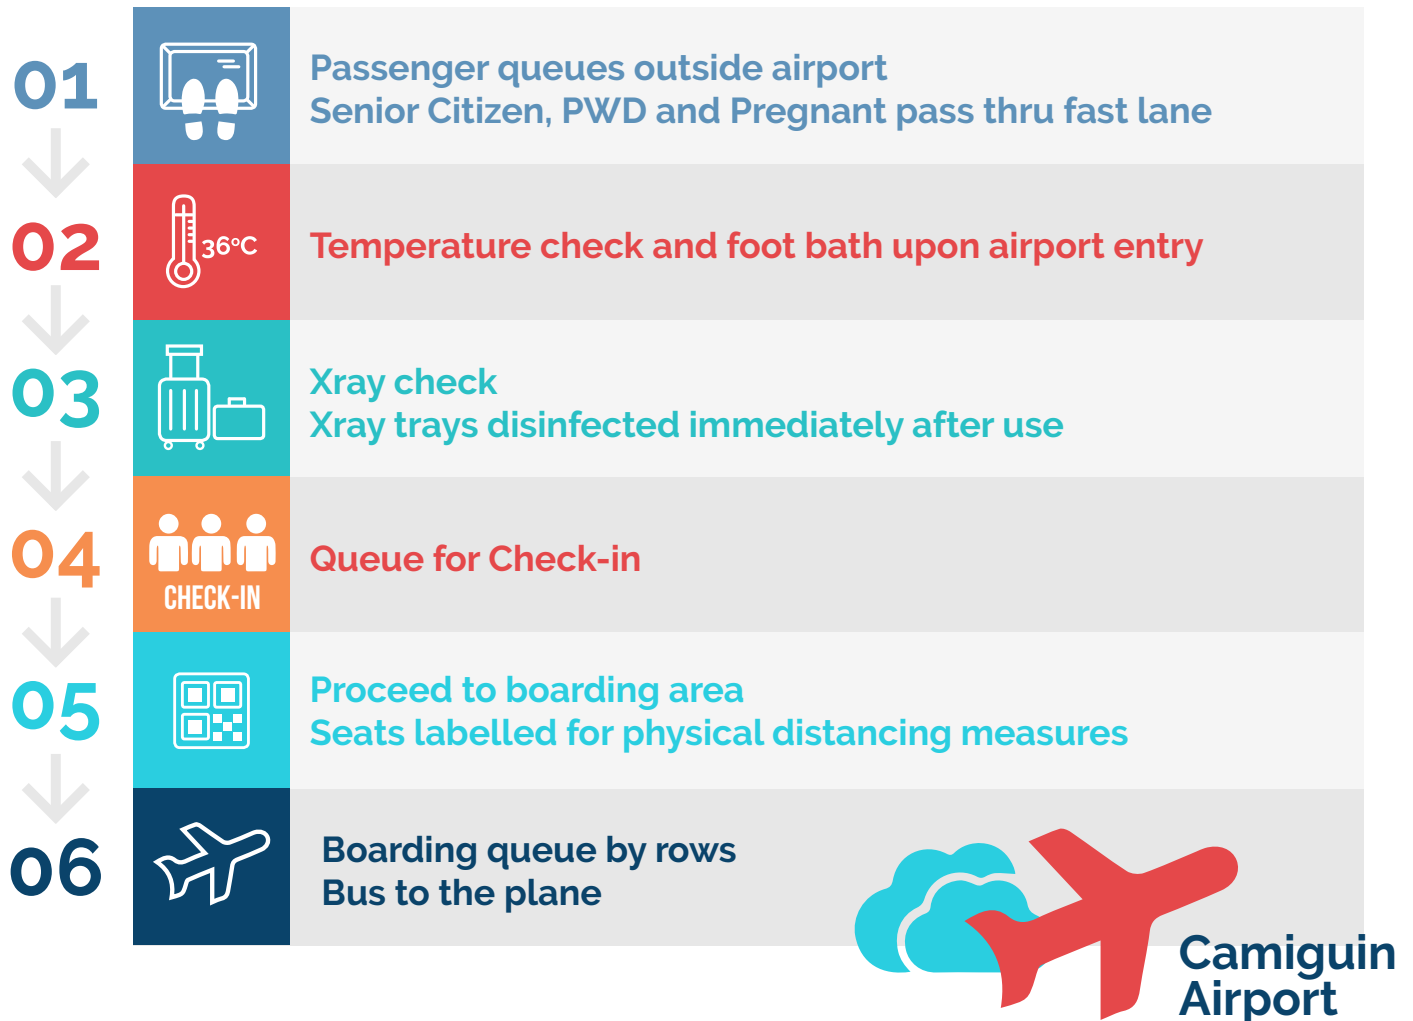 01
Passenger queues outside airport
Senior Citizen, PWD and Pregnant pass thru fast lane
02
36°C
Temperature check and foot bath upon airport entry
03
Xray check
Xray trays disinfected immediately after use
04
CHECK-IN
Queue for Check-in
05
Proceed to boarding area
Seats labelled for physical distancing measures
06
Boarding queue by rows
Bus to the plane
Camiguin
Airport